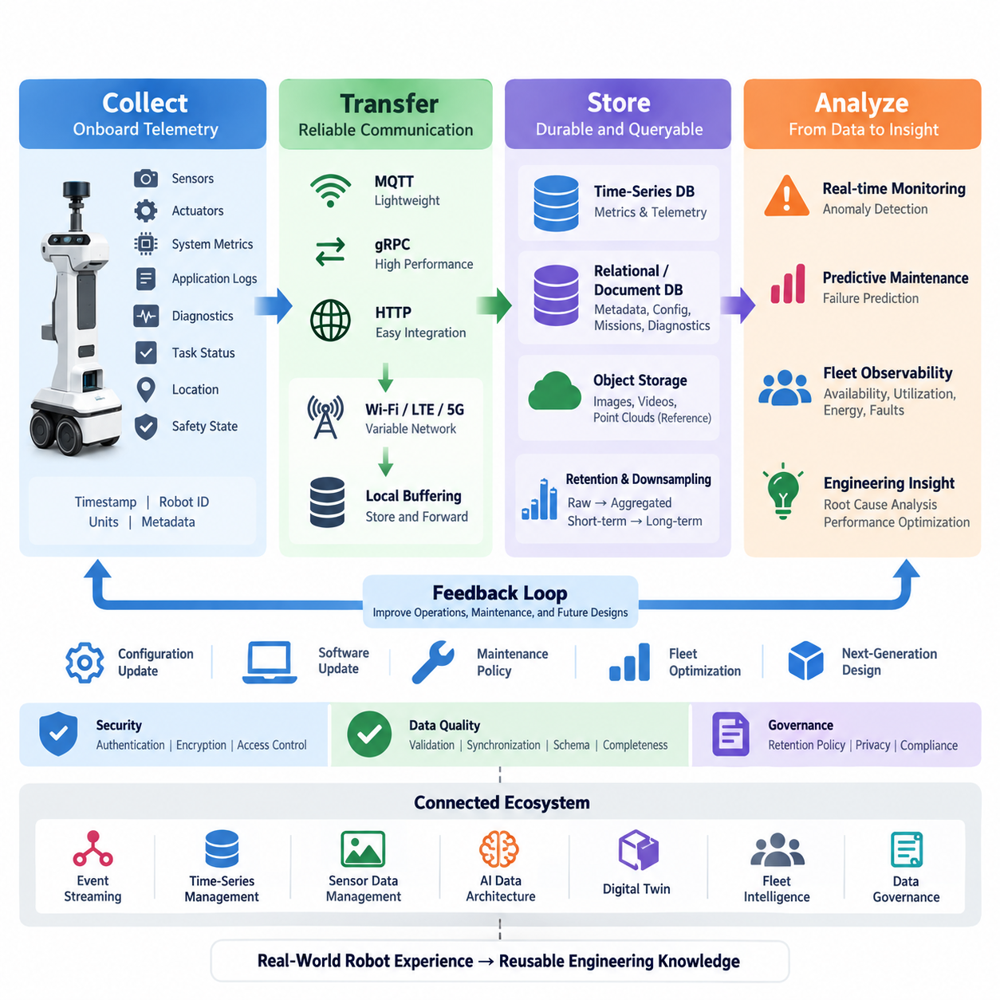 Collect
Onboard Telemetry
Sensors
Actuators
System Metrics
Application Logs
Diagnostics
Task Status
Location
Safety State
Timestamp | Robot ID
Units | Metadata
Transfer
Reliable Communication
MQTT
Lightweight
gRPC
High Performance
HTTP
Easy Integration
Wi-Fi / LTE / 5G
Variable Network
Local Buffering
Store and Forward
Store
Durable and Queryable
Time-Series DB
Metrics & Telemetry
Relational /
Document DB
Metadata, Config,
Missions, Diagnostics
Object Storage
Images, Videos,
Point Clouds (Reference)
Retention & Downsampling
Raw → Aggregated
Short-term → Long-term
Analyze
From Data to Insight
Real-time Monitoring
Anomaly Detection
Predictive Maintenance
Failure Prediction
Fleet Observability
Availability, Utilization,
Energy, Faults
Engineering Insight
Root Cause Analysis
Performance Optimization
Feedback Loop
Improve Operations, Maintenance, and Future Designs
Configuration
Update
Software
Update
Maintenance
Policy
Fleet
Optimization
Next-Generation
Design
Security
Authentication | Encryption | Access Control
Data Quality
Validation | Synchronization | Schema | Completeness
Governance
Retention Policy | Privacy | Compliance
Connected Ecosystem
Event
Streaming
Time-Series
Management
Sensor Data
Management
AI Data
Architecture
Digital Twin
Fleet
Intelligence
Data
Governance
Real-World Robot Experience → Reusable Engineering Knowledge